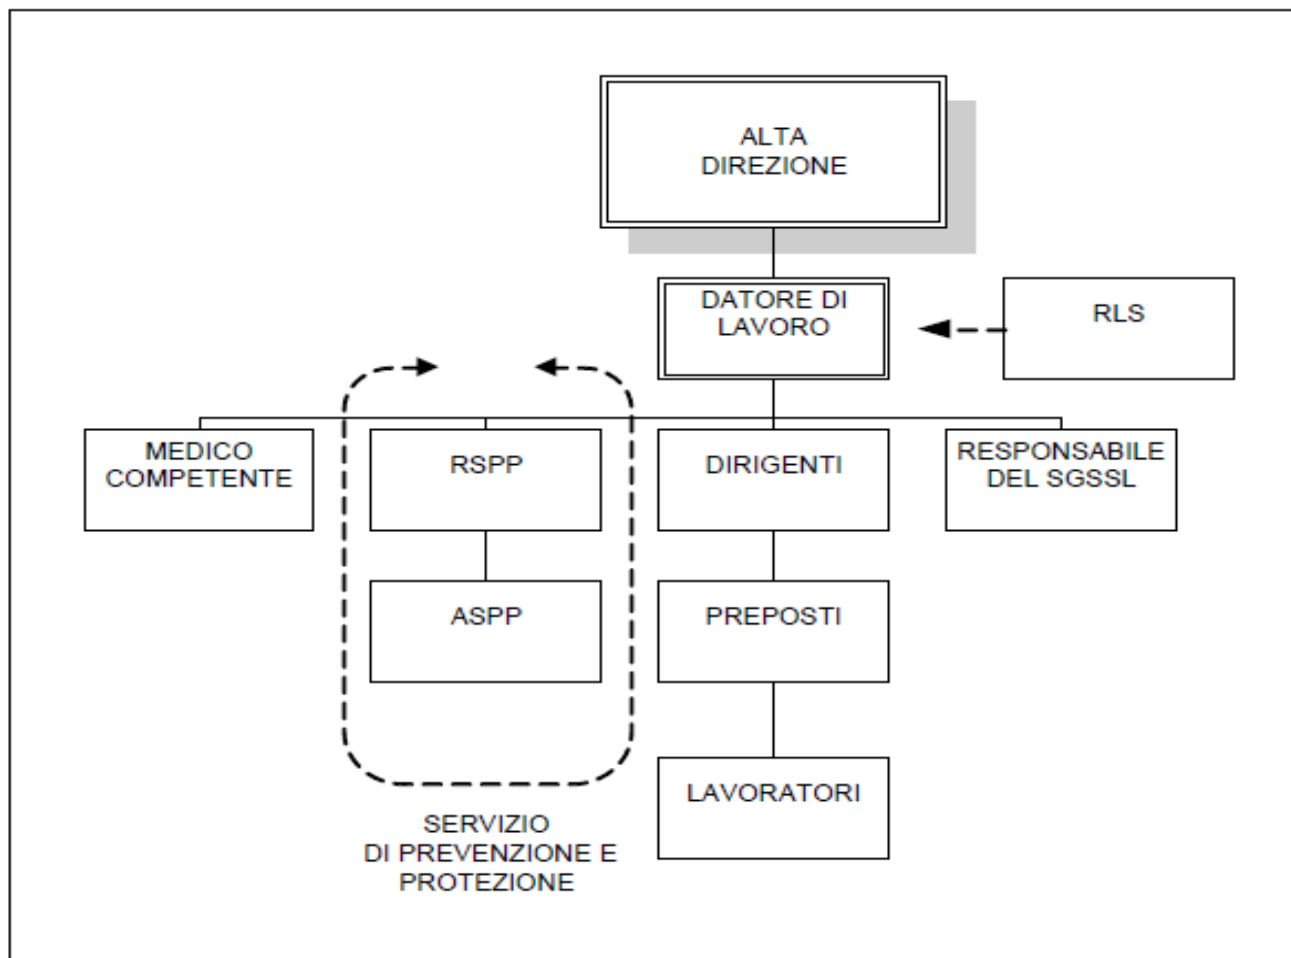 ALTA
DIREZIONE
DATORE DI
LAVORO
RLS
MEDICO
COMPETENTE
RSPP
DIRIGENTI
RESPONSABILE
DEL SGSSL
ASPP
PREPOSTI
LAVORATORI
SERVIZIO
DI PREVENZIONE E
PROTEZIONE